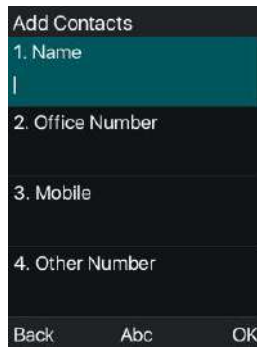 Add Contacts
1. Name
2. Office Number
3. Mobile
4. Other Number
Back Abc OK